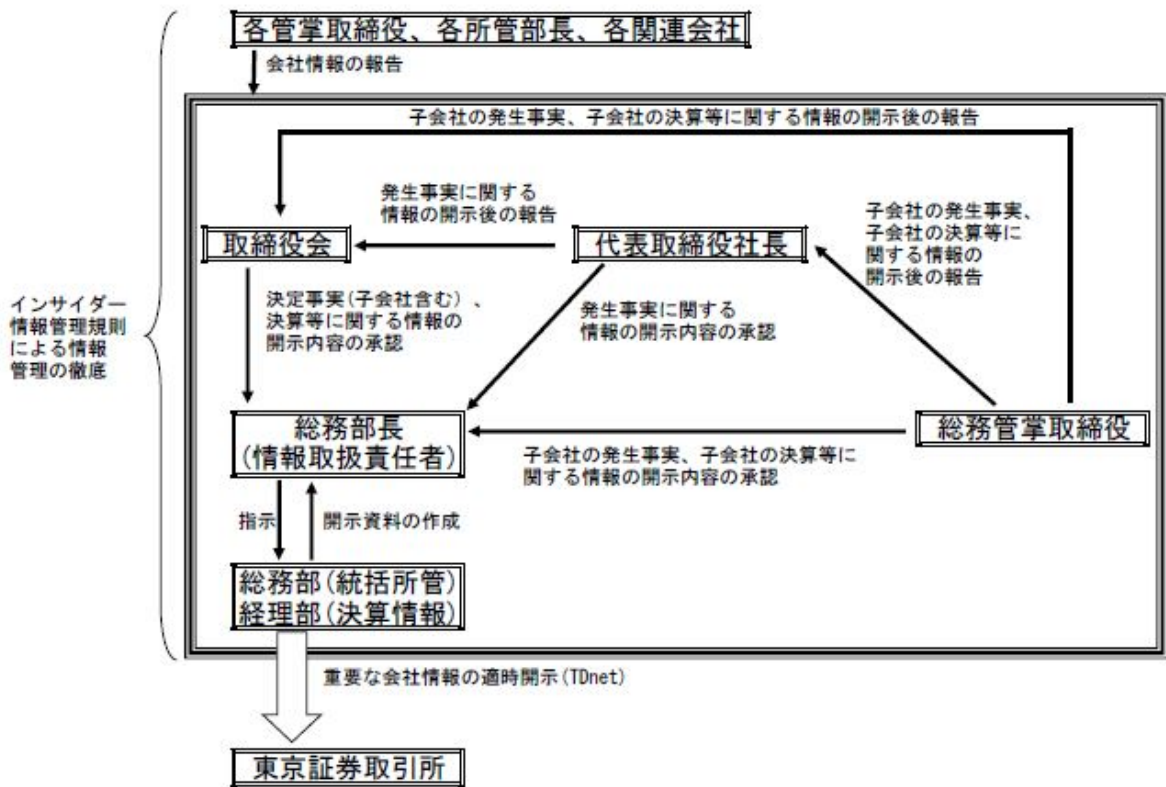 各管掌取締役、各所管部長、各関連会社
会社情報の報告
子会社の発生事実、子会社の決算等に関する情報の開示後の報告
発生事実に関する
情報の開示後の報告
子会社の発生事実、
子会社の決算等に
関する情報の
開示後の報告
取締役会
代表取締役社長
インサイダー
情報管理規則
による情報
管理の徹底
決定事実(子会社含む)、
決算等に関する情報の
開示内容の承認
発生事実に関する
情報の開示内容の承認
総務部長
(情報取扱責任者)
総務管掌取締役
子会社の発生事実、子会社の決算等に
関する情報の開示内容の承認
指示
開示資料の作成
総務部(統括所管)
経理部(決算情報)
重要な会社情報の適時開示(TDnet)
東京証券取引所